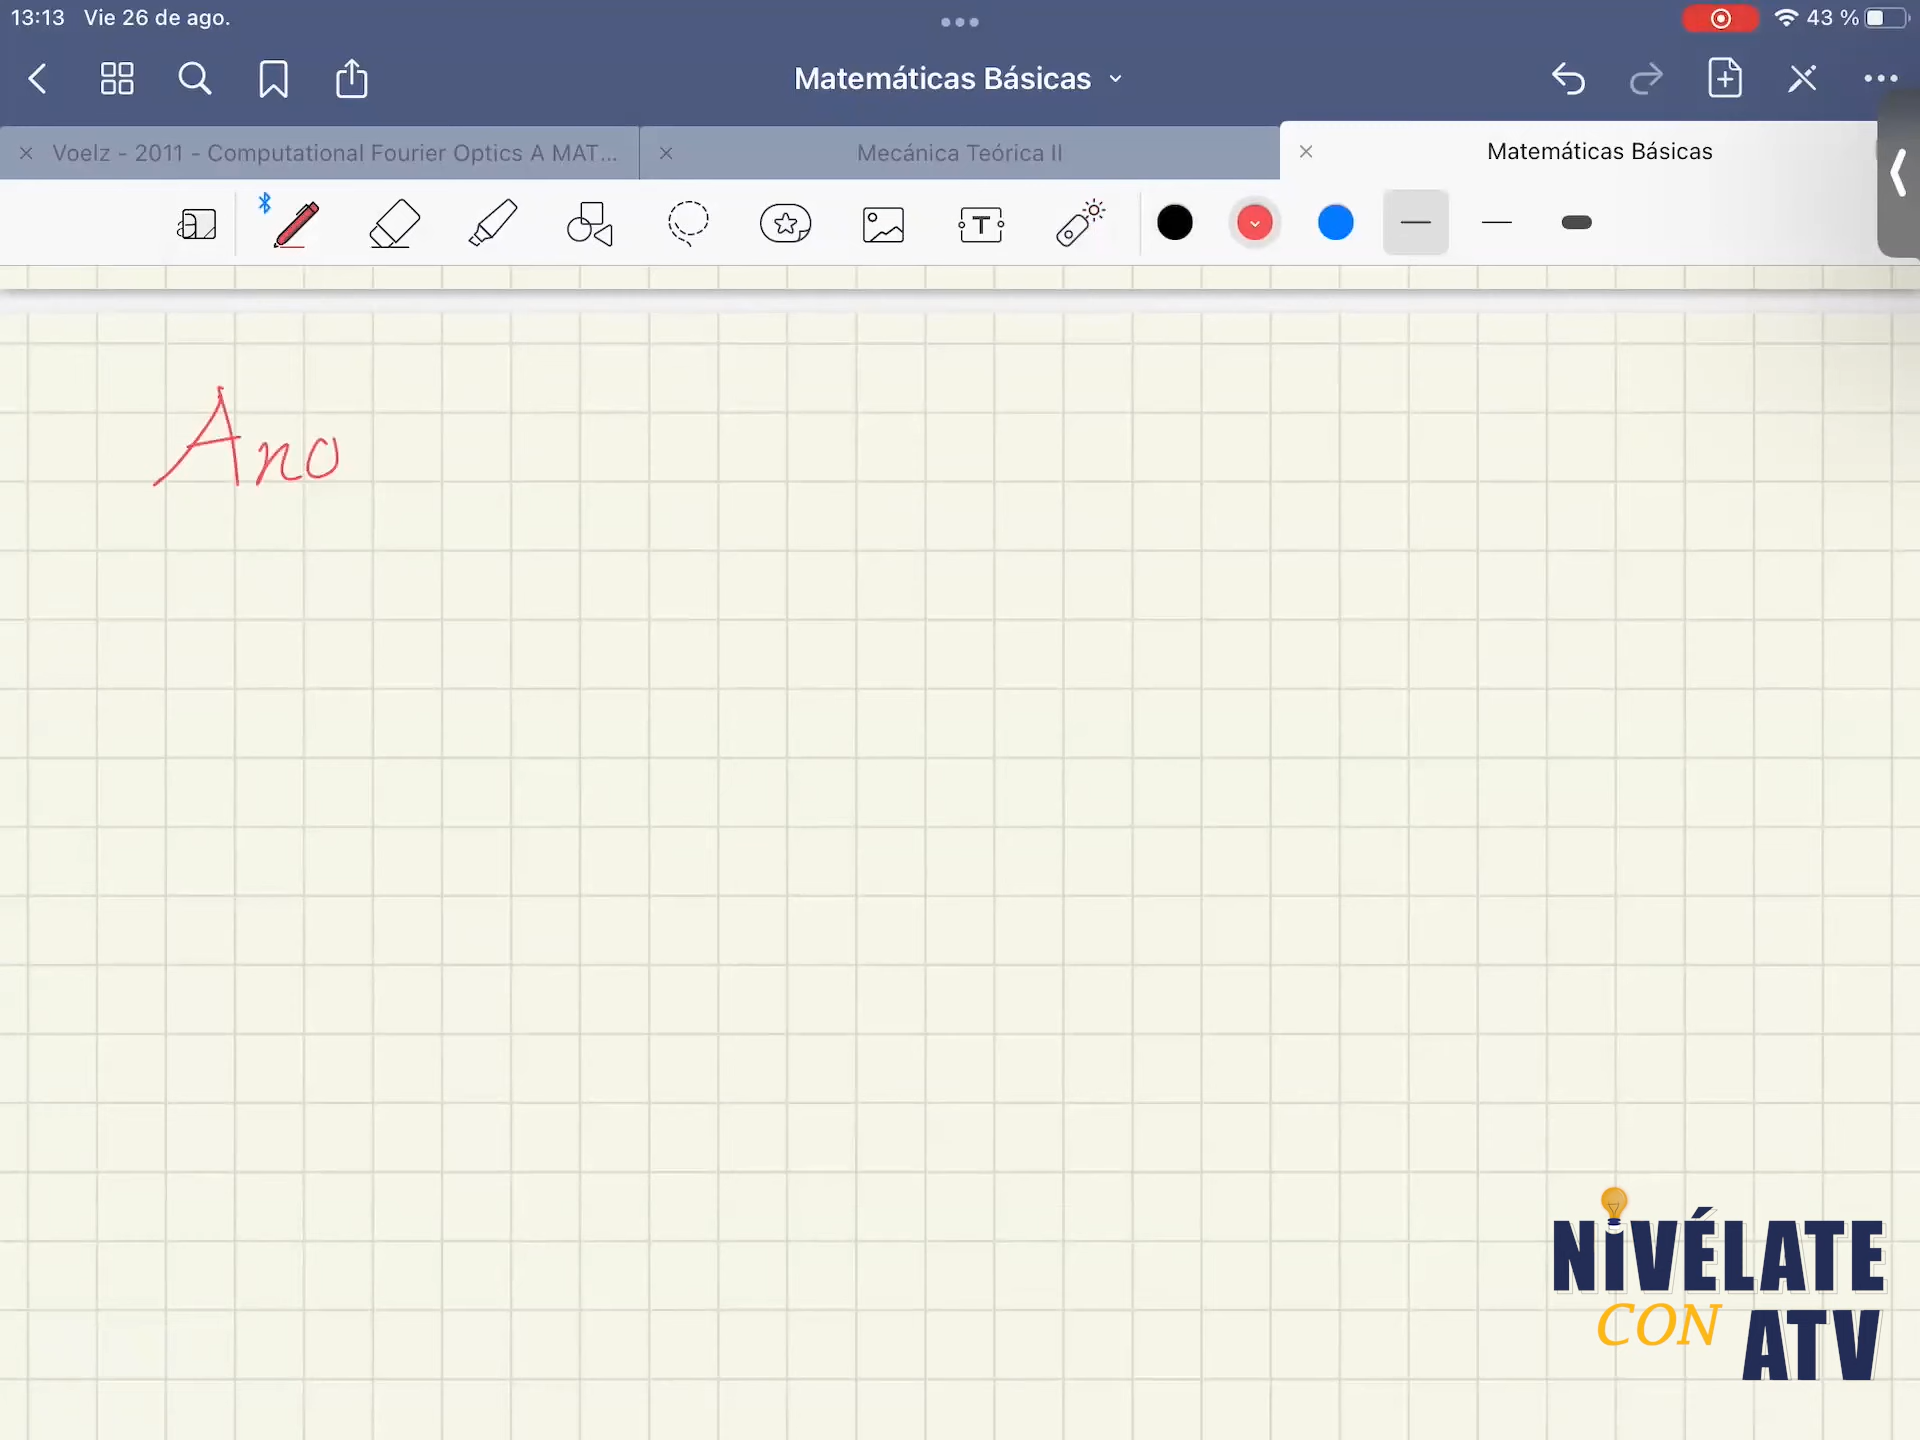 13:13 Vie 26 de ago.
43 %
Matemáticas Básicas
Voelz - 2011 - Computational Fourier Optics A MAT...
Mecánica Teórica II
Matemáticas Básicas
a
T
Ano
NIVÉLATE
CON
ATV